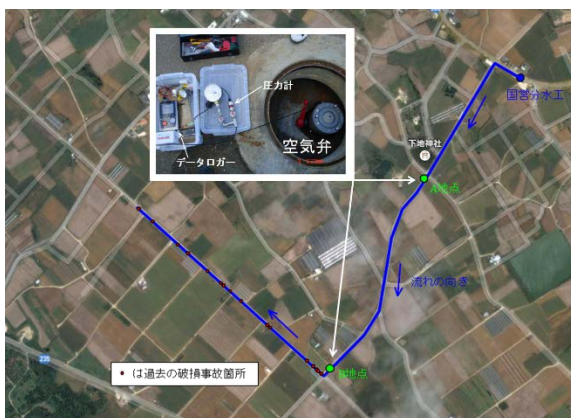 圧力計
空気弁
データロガー
国営分水工
下地神社
A地点
流れの向き
B地点
235
• は過去の破損事故箇所